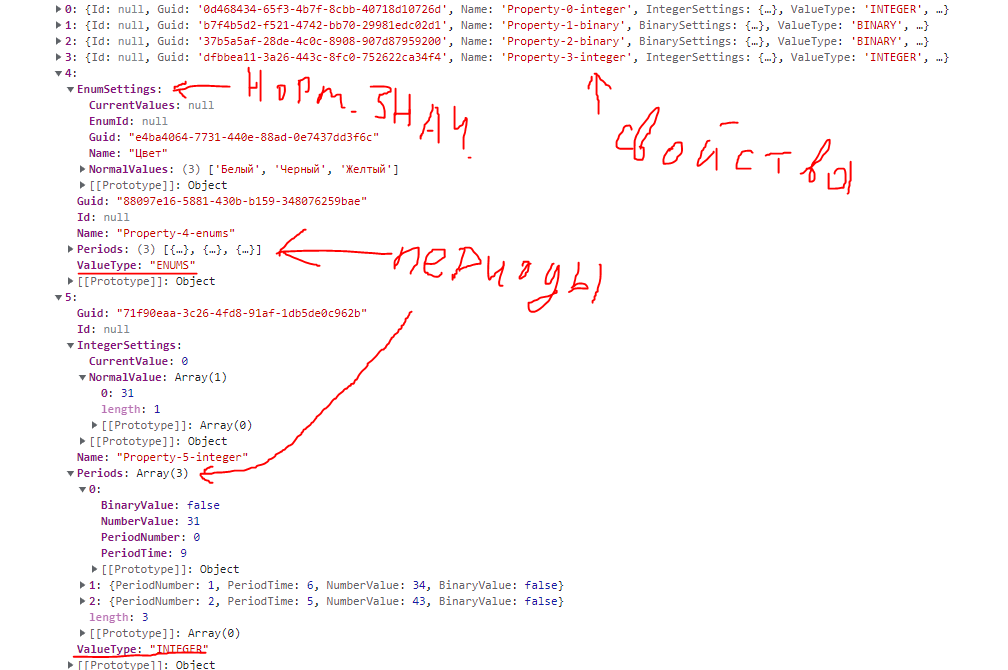 ▶ 0: {Id: null, Guid: '0d468434-65f3-4b7f-8cbb-40718d10726d', Name: 'Property-0-integer', IntegerSettings: {…}, ValueType: 'INTEGER', …}
▶ 1: {Id: null, Guid: 'b7f4b5d2-f521-4742-bb70-29981edc02d1', Name: 'Property-1-binary', BinarySettings: {…}, ValueType: 'BINARY', …}
▶ 2: {Id: null, Guid: '37b5a5af-28de-4c0c-8908-907d87959200', Name: 'Property-2-binary', BinarySettings: {…}, ValueType: 'BINARY', …}
▶ 3: {Id: null, Guid: 'dfbbea11-3a26-443c-8fc0-752622ca34f4', Name: 'Property-3-integer', IntegerSettings: {…}, ValueType: 'INTEGER', …}
▼ 4:
▼ EnumSettings:
Норм. знач.
CurrentValues: null
EnumId: null
свойства
Guid: "e4ba4064-7731-440e-88ad-0e7437dd3f6c"
Name: "Цвет"
▶ NormalValues: (3) ['Белый', 'Черный', 'Желтый']
▶ [[Prototype]]: Object
Guid: "88097e16-5881-430b-b159-348076259bae"
Id: null
Name: "Property-4-enums"
▶ Periods: (3) [{…}, {…}, {…}]
периоды
ValueType: "ENUMS"
▶ [[Prototype]]: Object
▼ 5:
Guid: "71f90eaa-3c26-4fd8-91af-1db5de0c962b"
Id: null
▼ IntegerSettings:
CurrentValue: 0
▼ NormalValue: Array(1)
0: 31
length: 1
▶ [[Prototype]]: Array(0)
▶ [[Prototype]]: Object
Name: "Property-5-integer"
▼ Periods: Array(3)
▼ 0:
BinaryValue: false
NumberValue: 31
PeriodNumber: 0
PeriodTime: 9
▶ [[Prototype]]: Object
▶ 1: {PeriodNumber: 1, PeriodTime: 6, NumberValue: 34, BinaryValue: false}
▶ 2: {PeriodNumber: 2, PeriodTime: 5, NumberValue: 43, BinaryValue: false}
length: 3
▶ [[Prototype]]: Array(0)
ValueType: "INTEGER"
▶ [[Prototype]]: Object